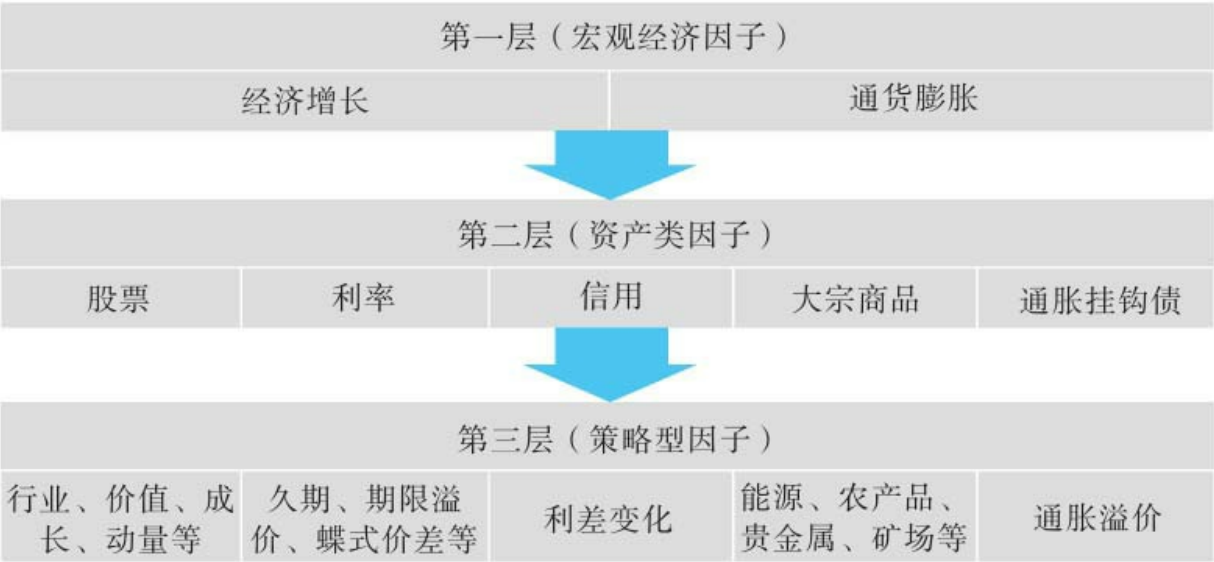 第一层（宏观经济因子）
经济增长
通货膨胀
第二层（资产类因子）
股票
利率
信用
大宗商品
通胀挂钩债
第三层（策略型因子）
行业、价值、成
长、动量等
久期、期限溢
价、蝶式价差等
利差变化
能源、农产品、
贵金属、矿场等
通胀溢价